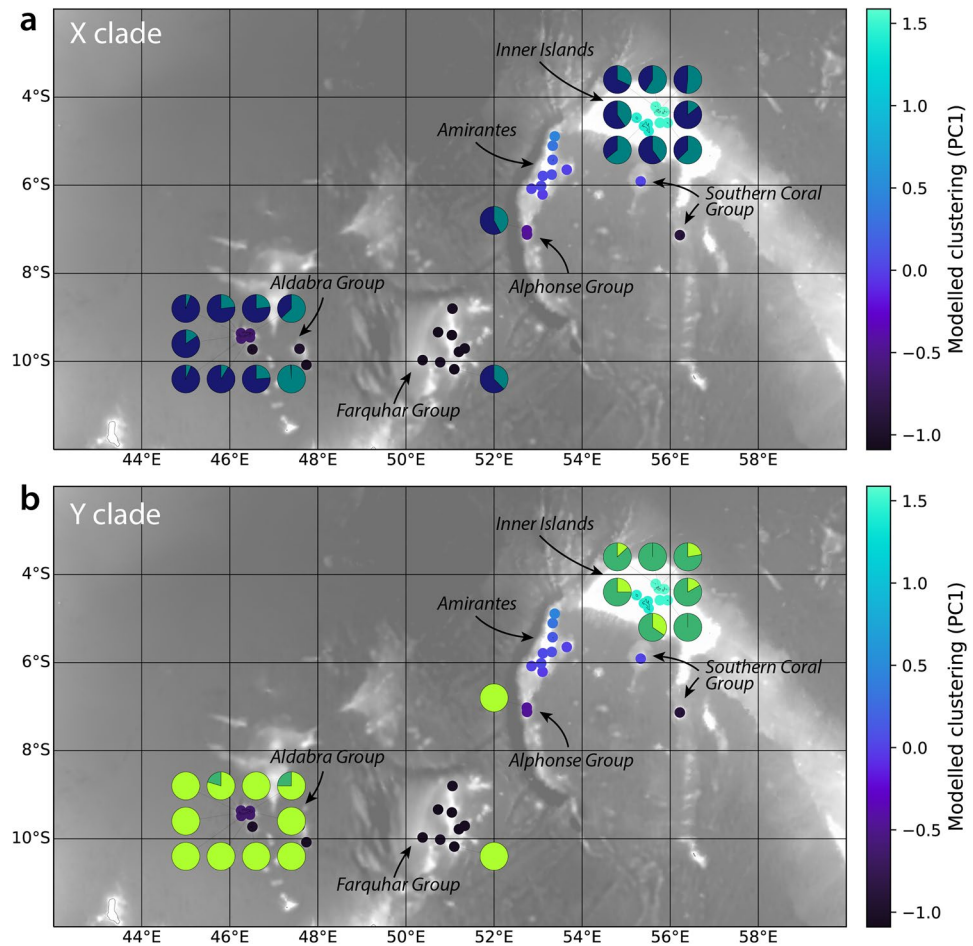 a
X clade
Inner Islands
4°S
Amirantes
6°S
Southern Coral
Group
8°S
Aldabra Group
Alphonse Group
10°S
Farquhar Group
44°E 46°E 48°E 50°E 52°E 54°E 56°E 58°E
1.5
1.0
0.5
0.0
−0.5
−1.0
Modelled clustering (PC1)
b
Y clade
Inner Islands
4°S
Amirantes
6°S
Southern Coral
Group
8°S
Aldabra Group
Alphonse Group
10°S
Farquhar Group
44°E 46°E 48°E 50°E 52°E 54°E 56°E 58°E
1.5
1.0
0.5
0.0
−0.5
−1.0
Modelled clustering (PC1)